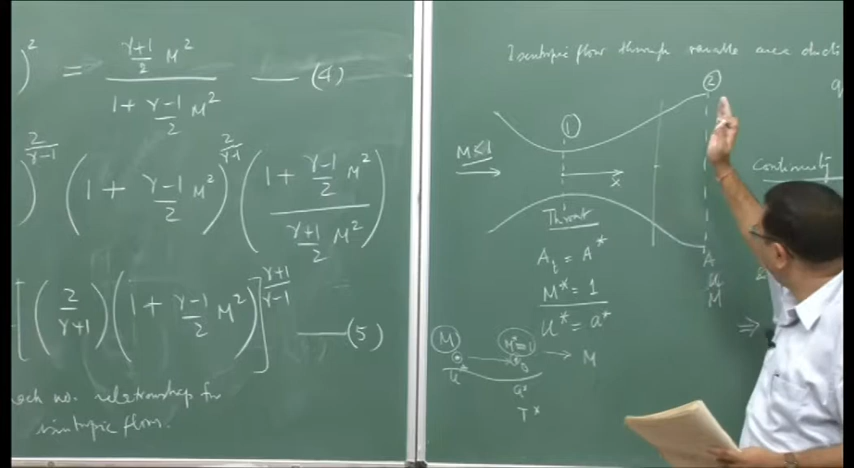 )² = (γ+1)/2 M² / (1 + (γ-1)/2 M²) — (4)
)^(2/(γ-1)) (1 + (γ-1)/2 M²)^(2/(γ-1)) ((1 + (γ-1)/2 M²) / ((γ+1)/2 M²))
[(2/(γ+1)) (1 + (γ-1)/2 M²)]^((γ+1)/(γ-1)) — (5)
ach no. relationship for
isentropic flow.
Isentropic flow through variable area ducts
②
①
M<1
x
Continuity
Throat
A_t = A*
M* = 1
u* = a*
A
u
M
⇒
M
M*=1
→ M
u
a*
T*